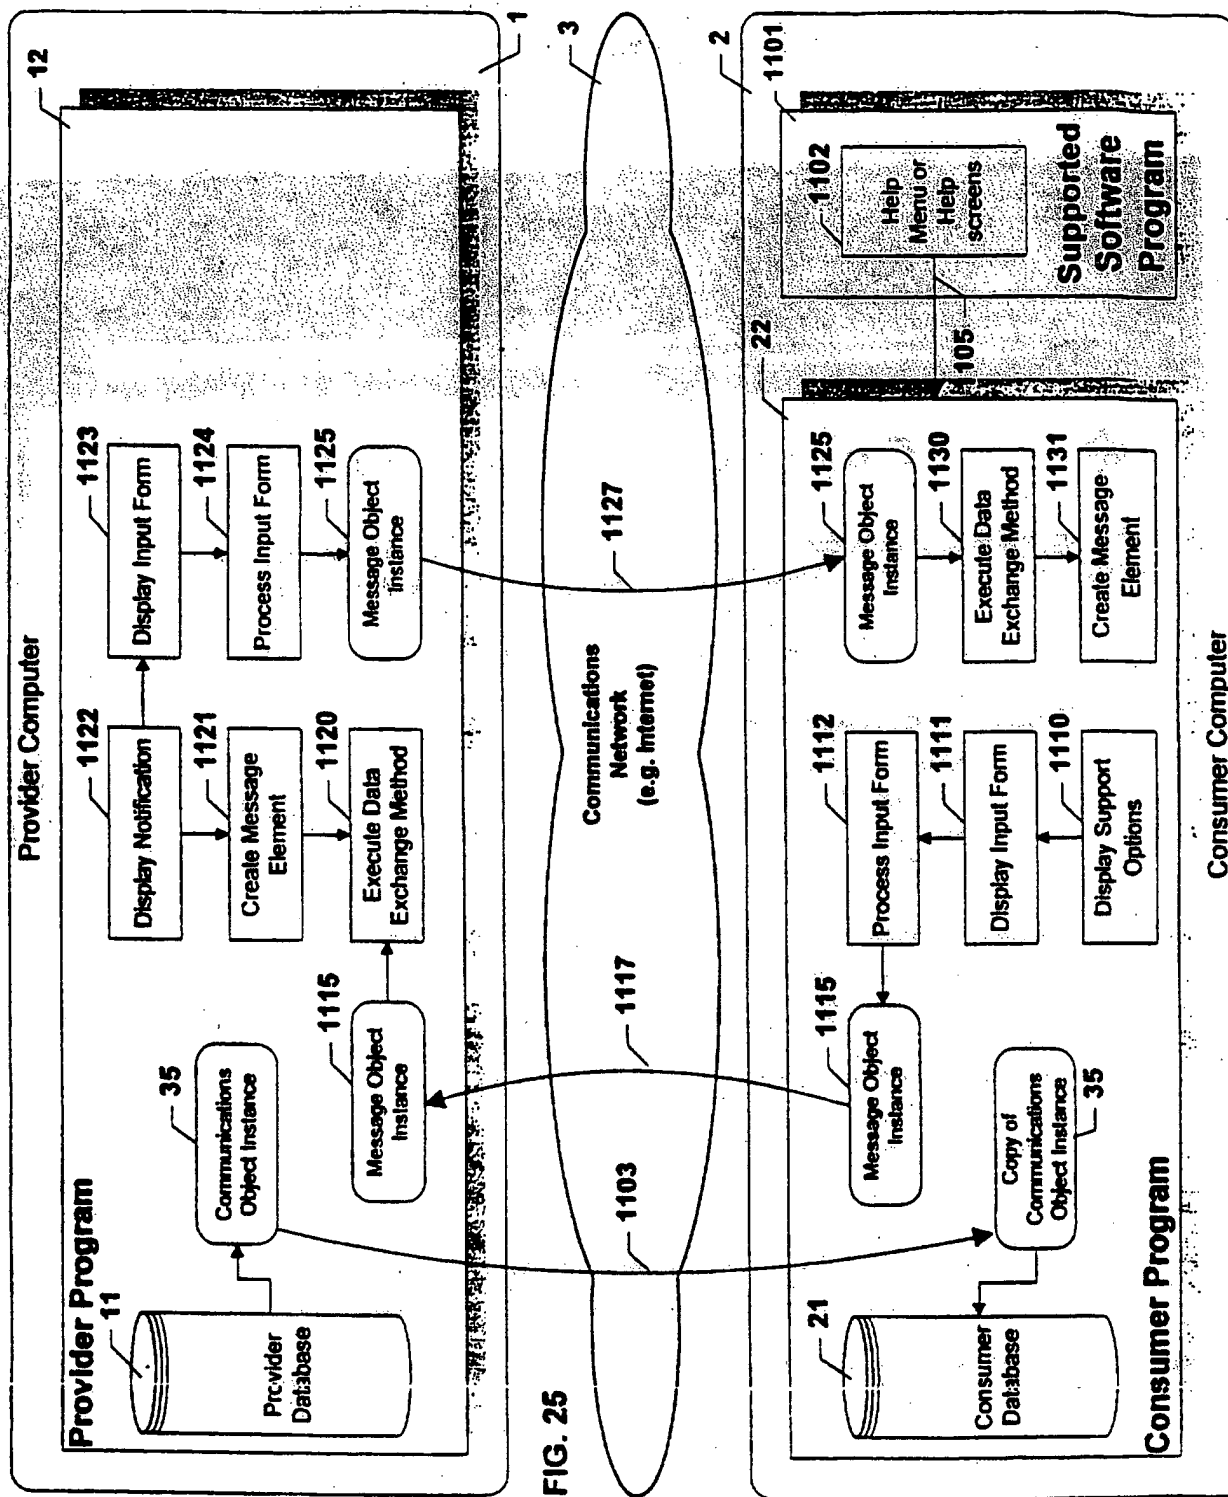 Provider Computer
1
12
Provider Program
11
Provider
Database
35
Communications
Object Instance
1115
Message Object
Instance
1122
Display Notification
1121
Create Message
Element
1120
Execute Data
Exchange Method
1123
Display Input Form
1124
Process Input Form
1125
Message Object
Instance
FIG. 25
3
1103
1117
Communications
Network
(e.g. Internet)
1127
2
22
21
Consumer
Database
Copy of
Communications
Object Instance
35
1115
Message Object
Instance
1112
Process Input Form
1111
Display Input Form
1110
Display Support
Options
1125
Message Object
Instance
1130
Execute Data
Exchange Method
1131
Create Message
Element
Consumer Program
105
1101
1102
Help
Menu or
Help
screens
Supported
Software
Program
Consumer Computer